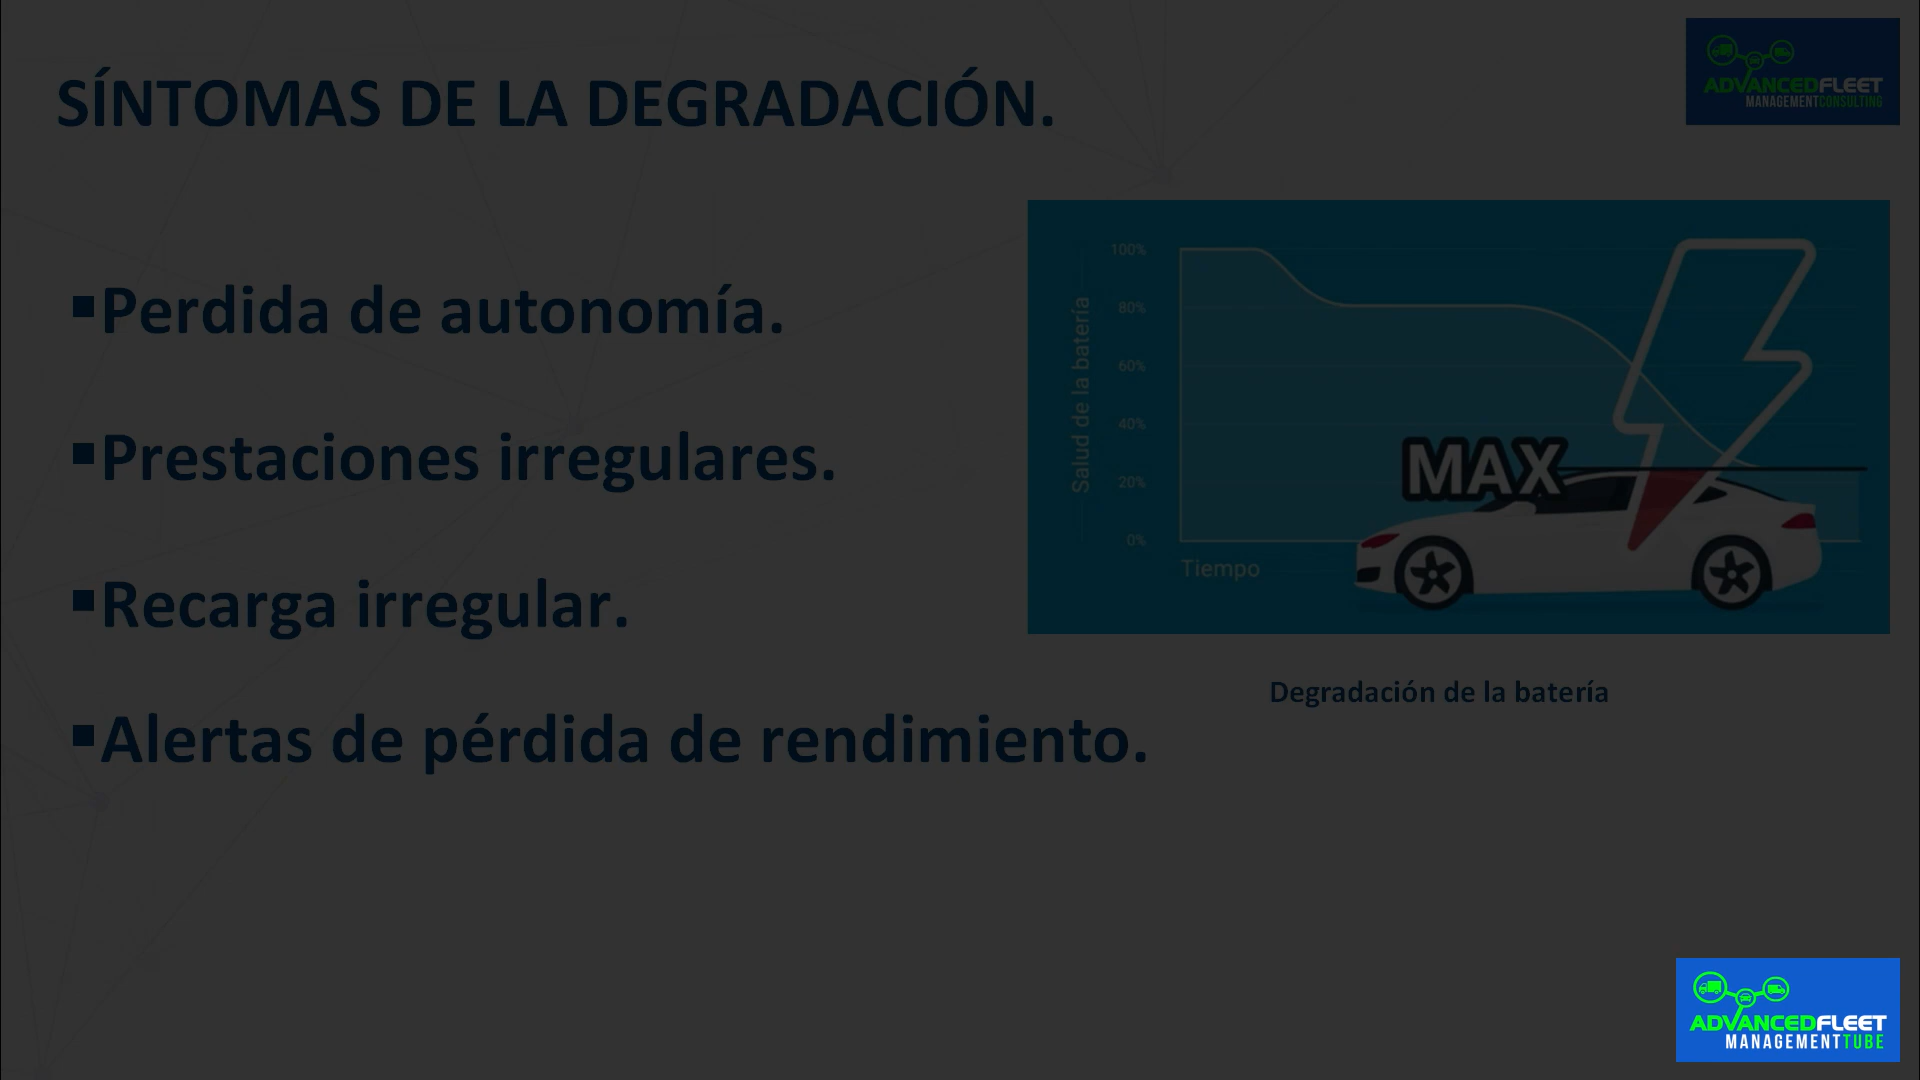 SÍNTOMAS DE LA DEGRADACIÓN.
ADVANCEDFLEET
MANAGEMENTCONSULTING
▪Perdida de autonomía.
▪Prestaciones irregulares.
▪Recarga irregular.
▪Alertas de pérdida de rendimiento.
Salud de la batería
100%
80%
60%
40%
20%
0%
MAX
Tiempo
Degradación de la batería
ADVANCEDFLEET
MANAGEMENTTUBE